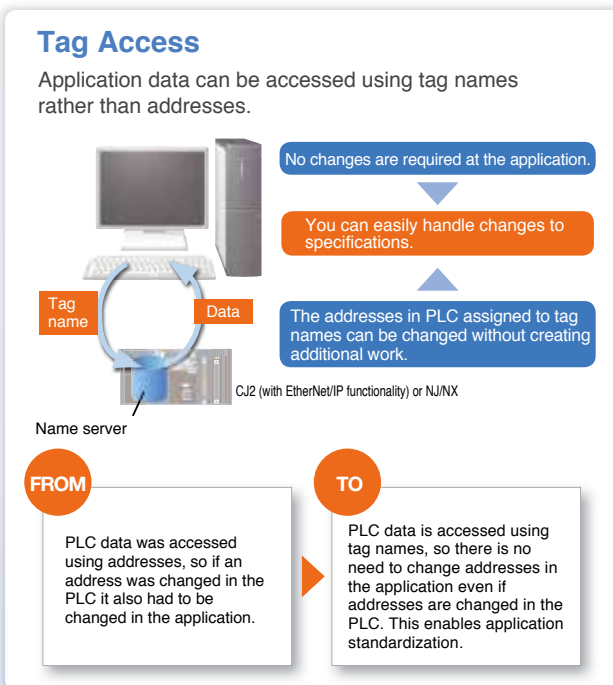 Tag Access
Application data can be accessed using tag names
rather than addresses.
No changes are required at the application.
You can easily handle changes to
specifications.
Tag
name
Data
The addresses in PLC assigned to tag
names can be changed without creating
additional work.
CJ2 (with EtherNet/IP functionality) or NJ/NX
Name server
FROM
PLC data was accessed
using addresses, so if an
address was changed in the
PLC it also had to be
changed in the application.
TO
PLC data is accessed using
tag names, so there is no
need to change addresses in
the application even if
addresses are changed in the
PLC. This enables application
standardization.